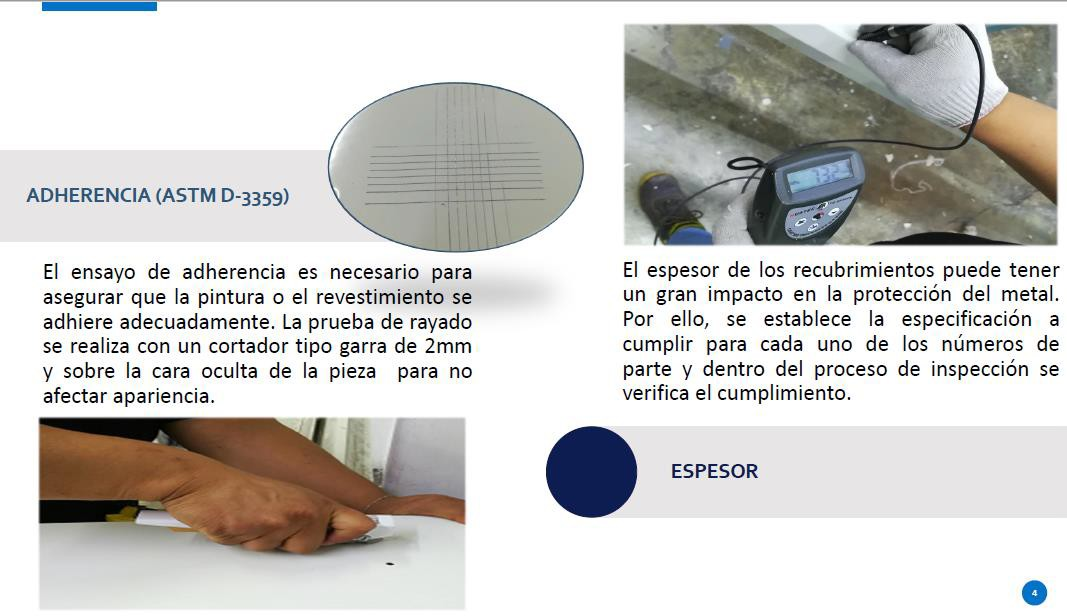 ADHERENCIA (ASTM D-3359)
El ensayo de adherencia es necesario para
asegurar que la pintura o el revestimiento se
adhiere adecuadamente. La prueba de rayado
se realiza con un cortador tipo garra de 2mm
y sobre la cara oculta de la pieza para no
afectar apariencia.
El espesor de los recubrimientos puede tener
un gran impacto en la protección del metal.
Por ello, se establece la especificación a
cumplir para cada uno de los números de
parte y dentro del proceso de inspección se
verifica el cumplimiento.
ESPESOR
4